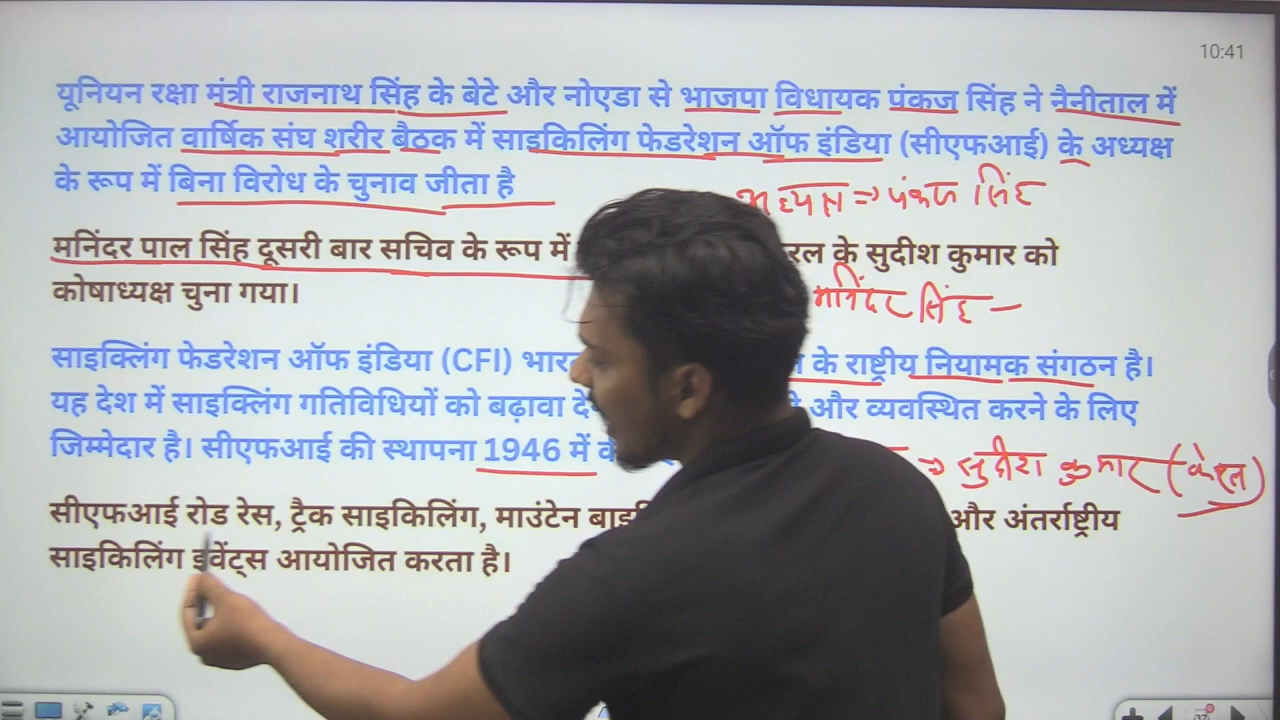 10:41
यूनियन रक्षा मंत्री राजनाथ सिंह के बेटे और नोएडा से भाजपा विधायक पंकज सिंह ने नैनीताल में
आयोजित वार्षिक संघ शरीर बैठक में साइकिलिंग फेडरेशन ऑफ इंडिया (सीएफआई) के अध्यक्ष
के रूप में बिना विरोध के चुनाव जीता है
अध्यक्ष => पंकज सिंह
मनिंदर पाल सिंह दूसरी बार सचिव के रूप में के सुदीश कुमार को
मनिंदर सिंह -
कोषाध्यक्ष चुना गया।
साइक्लिंग फेडरेशन ऑफ इंडिया (CFI) के राष्ट्रीय नियामक संगठन है।
यह देश में साइक्लिंग गतिविधियों को बढ़ावा और व्यवस्थित करने के लिए
जिम्मेदार है। सीएफआई की स्थापना 1946 में
-> सुदीश कुमार (केरल)
सीएफआई रोड रेस, ट्रैक साइकिलिंग, माउंटेन और अंतर्राष्ट्रीय
साइकिलिंग इवेंट्स आयोजित करता है।